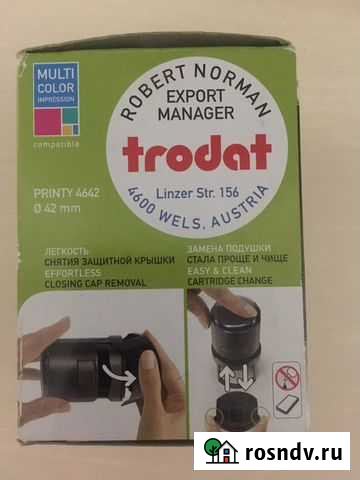 MULTI
COLOR
IMPRESSION
compatible
ROBERT NORMAN
EXPORT
MANAGER
trodat
Linzer Str. 156
4600 WELS, AUSTRIA
PRINTY 4642
Ø 42 mm
ЛЕГКОСТЬ
СНЯТИЯ ЗАЩИТНОЙ КРЫШКИ
EFFORTLESS
CLOSING CAP REMOVAL
ЗАМЕНА ПОДУШКИ
СТАЛА ПРОЩЕ И ЧИЩЕ
EASY & CLEAN
CARTRIDGE CHANGE
rosndv.ru